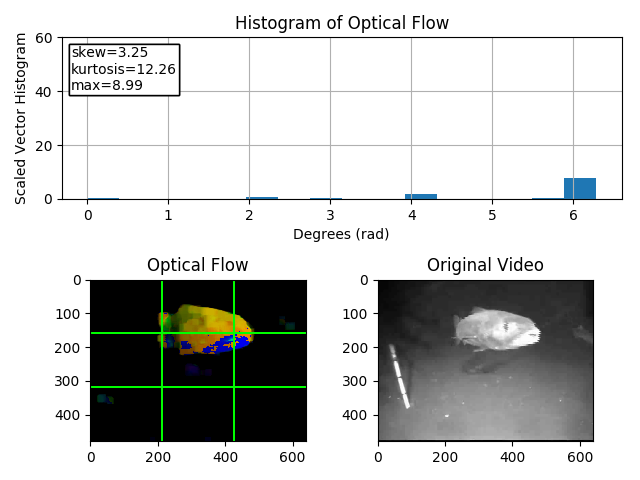 Histogram of Optical Flow
Scaled Vector Histogram
60
40
20
0
skew=3.25
kurtosis=12.26
max=8.99
0 1 2 3 4 5 6
Degrees (rad)
Optical Flow
0
100
200
300
400
0 200 400 600
Original Video
0
100
200
300
400
0 200 400 600